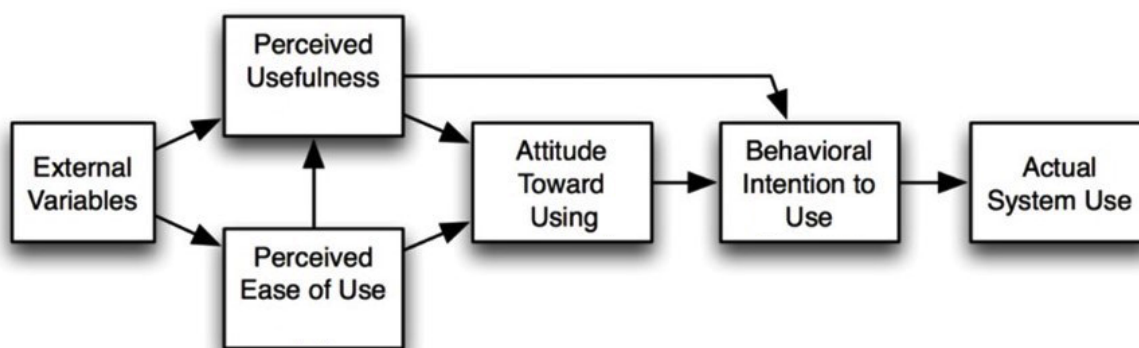 Perceived
Usefulness
External
Variables
Perceived
Ease of Use
Attitude
Toward
Using
Behavioral
Intention to
Use
Actual
System Use